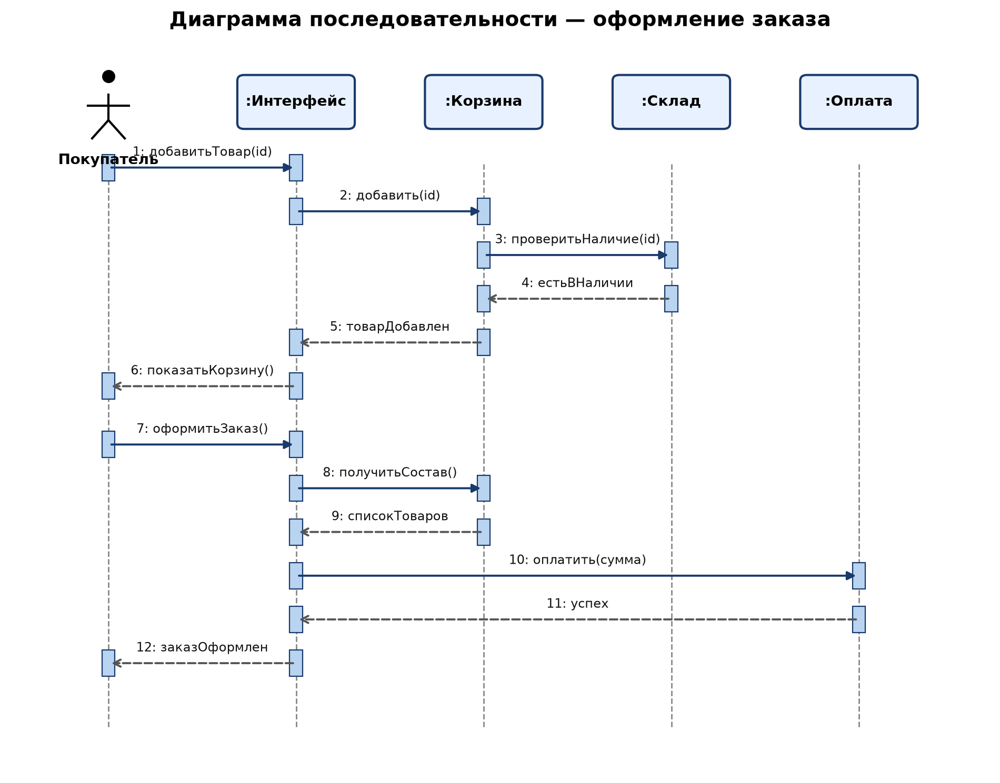 Диаграмма последовательности — оформление заказа
:Интерфейс
:Корзина
:Склад
:Оплата
Покупатель
1: добавитьТовар(id)
2: добавить(id)
3: проверитьНаличие(id)
4: естьВНаличии
5: товарДобавлен
6: показатьКорзину()
7: оформитьЗаказ()
8: получитьСостав()
9: списокТоваров
10: оплатить(сумма)
11: успех
12: заказОформлен